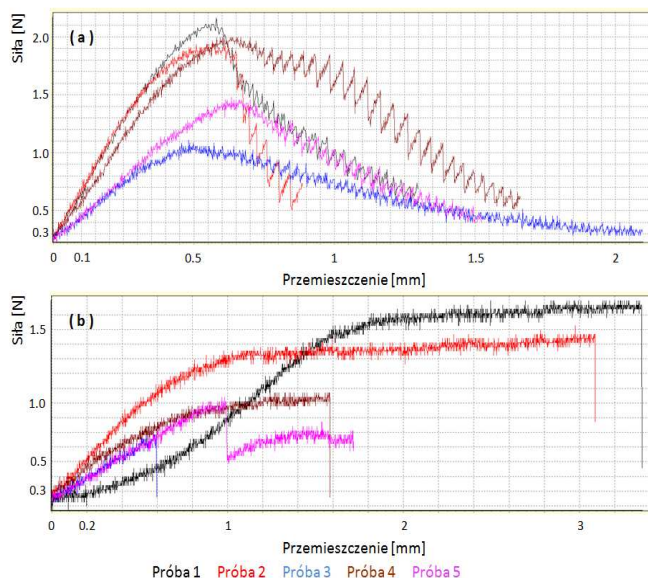 Siła [N]
( a )
2.0
1.5
1.0
0.5
0.3
0 0.1 0.5 1 1.5 2
Przemieszczenie [mm]
Siła [N]
( b )
1.5
1.0
0.5
0.3
0 0.2 1 2 3
Przemieszczenie [mm]
Próba 1 Próba 2 Próba 3 Próba 4 Próba 5